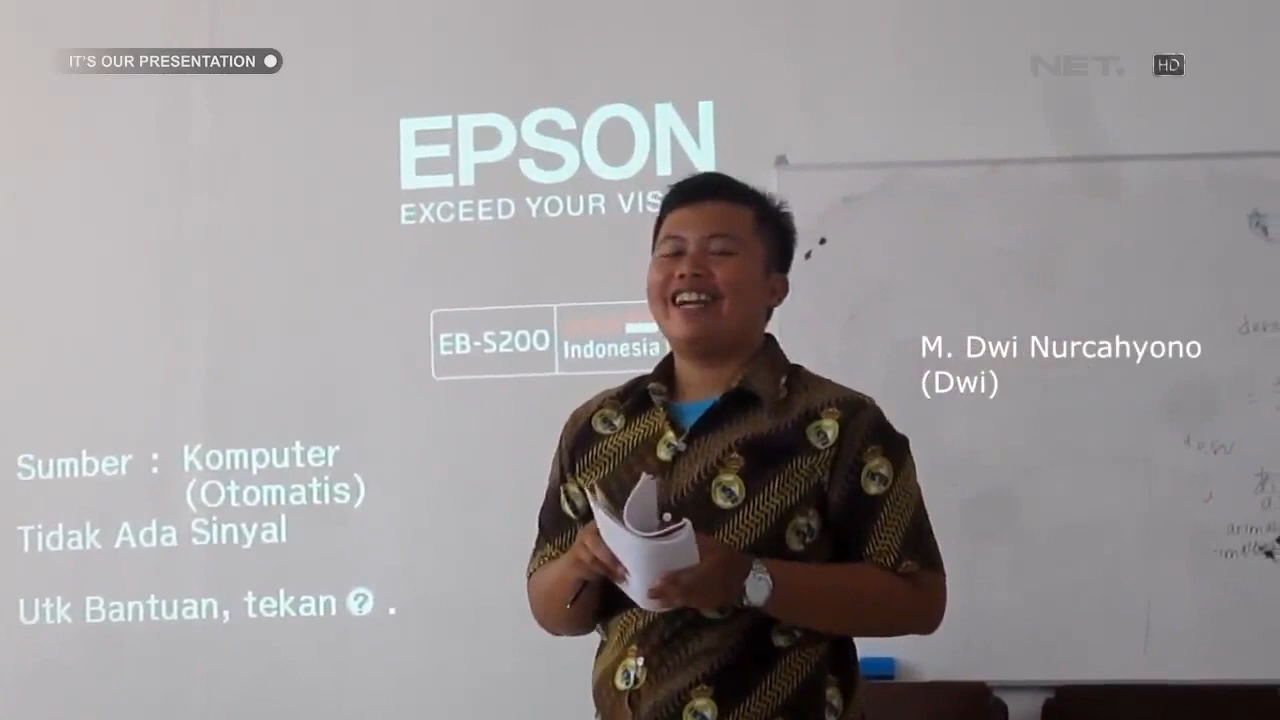 IT'S OUR PRESENTATION
NET. HD
EPSON
EXCEED YOUR VIS
EB-S200
Indonesia
M. Dwi Nurcahyono
(Dwi)
Sumber : Komputer
(Otomatis)
Tidak Ada Sinyal
Utk Bantuan, tekan ? .